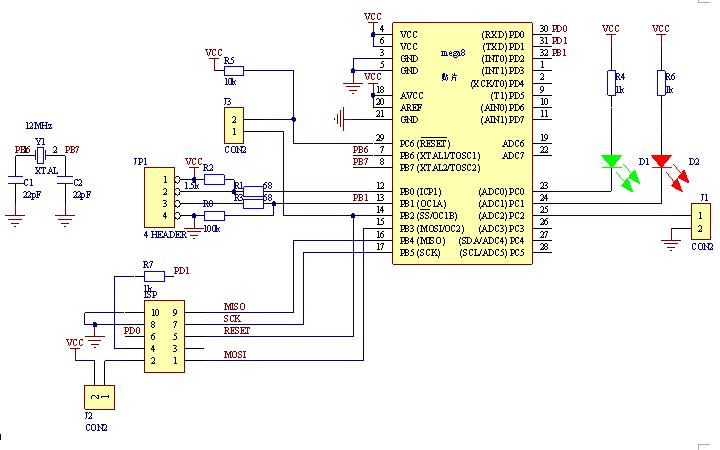 VCC
4 VCC
6 VCC
3 GND
5 GND
VCC
18 AVCC
20 AREF
21 GND
mega8
贴片
29 PC6 (RESET)
PB6 7 PB6 (XTAL1/TOSC1)
PB7 8 PB7 (XTAL2/TOSC2)
12 PB0 (ICP1)
PB1 13 PB1 (OC1A)
14 PB2 (SS/OC1B)
15 PB3 (MOSI/OC2)
16 PB4 (MISO)
17 PB5 (SCK)
(RXD) PD0 30 PD0
(TXD) PD1 31 PD1
(INT0) PD2 32 PB1
(INT1) PD3 1
(XCK/T0) PD4 2
(T1) PD5 9
(AIN0) PD6 10
(AIN1) PD7 11
ADC6 19
ADC7 22
(ADC0) PC0 23
(ADC1) PC1 24
(ADC2) PC2 25
(ADC3) PC3 26
(SDA/ADC4) PC4 27
(SCL/ADC5) PC5 28
VCC
R4
1k
D1
VCC
R6
1k
D2
J1
1
2
CON2
VCC
R5
10k
J3
2
1
CON2
12MHz
Y1
PB6 1 2 PB7
XTAL
C1
22pF
C2
22pF
JP1
1
2
3
4
4 HEADER
VCC
R2
1.5k
R1 68
R3 68
R0
100k
R7
1k
PD1
ISP
10 9 MISO
8 7 SCK
PD0 6 5 RESET
4 3
2 1 MOSI
VCC
2 1
J2
CON2